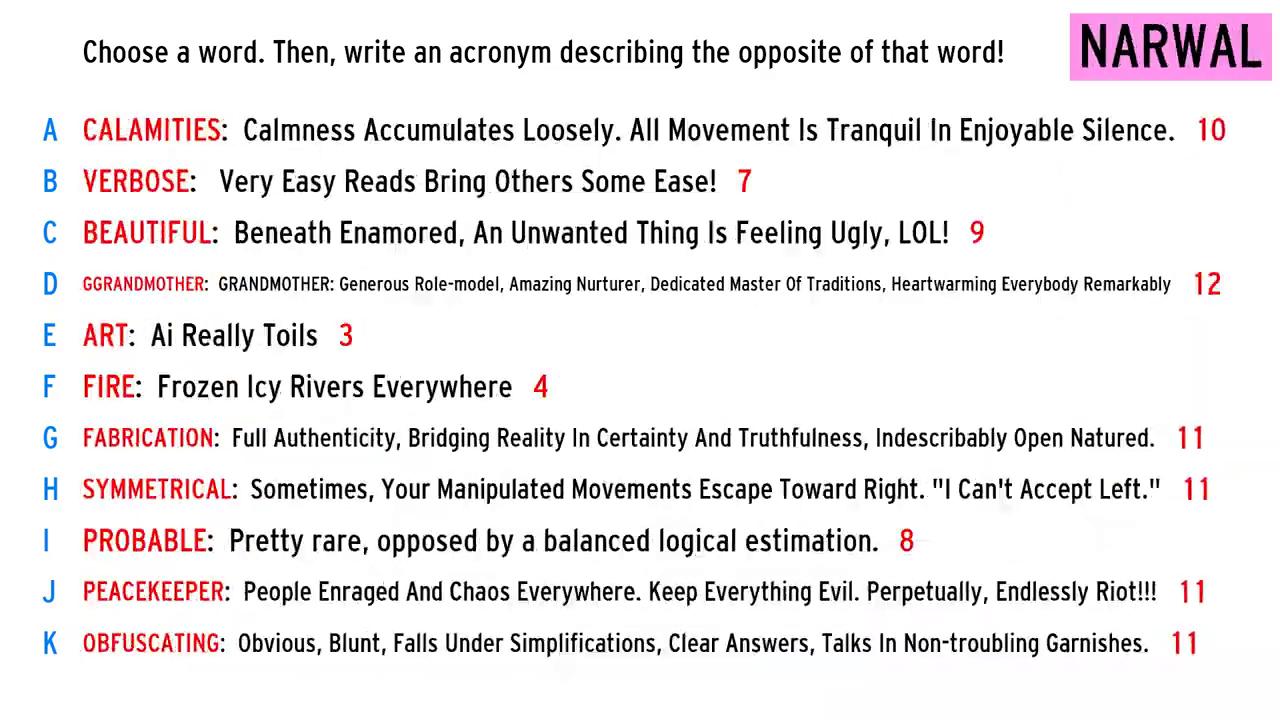 Choose a word. Then, write an acronym describing the opposite of that word!
NARWAL
A CALAMITIES: Calmness Accumulates Loosely. All Movement Is Tranquil In Enjoyable Silence. 10
B VERBOSE: Very Easy Reads Bring Others Some Ease! 7
C BEAUTIFUL: Beneath Enamored, An Unwanted Thing Is Feeling Ugly, LOL! 9
D GGRANDMOTHER: GRANDMOTHER: Generous Role-model, Amazing Nurturer, Dedicated Master Of Traditions, Heartwarming Everybody Remarkably 12
E ART: Ai Really Toils 3
F FIRE: Frozen Icy Rivers Everywhere 4
G FABRICATION: Full Authenticity, Bridging Reality In Certainty And Truthfulness, Indescribably Open Natured. 11
H SYMMETRICAL: Sometimes, Your Manipulated Movements Escape Toward Right. "I Can't Accept Left." 11
I PROBABLE: Pretty rare, opposed by a balanced logical estimation. 8
J PEACEKEEPER: People Enraged And Chaos Everywhere. Keep Everything Evil. Perpetually, Endlessly Riot!!! 11
K OBFUSCATING: Obvious, Blunt, Falls Under Simplifications, Clear Answers, Talks In Non-troubling Garnishes. 11